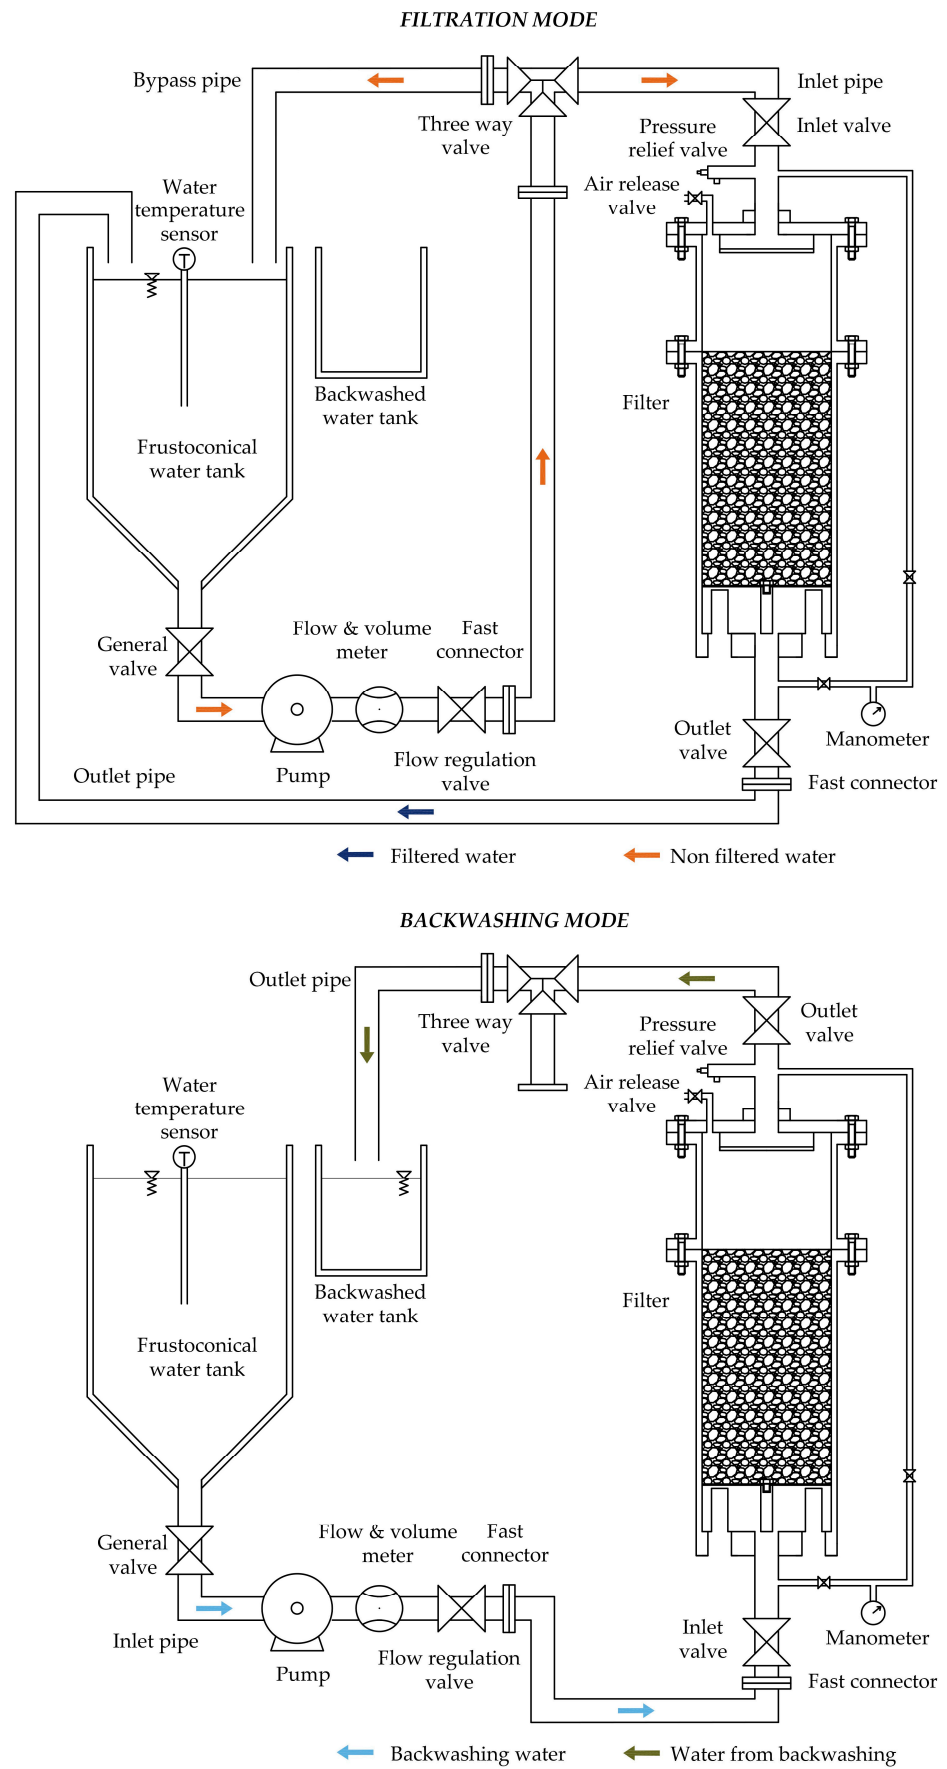 FILTRATION MODE
Bypass pipe
Inlet pipe
Three way
valve
Pressure
relief valve
Inlet valve
Air release
valve
Water
temperature
sensor
T
Backwashed
water tank
Filter
Frustoconical
water tank
General
valve
Flow & volume
meter
Fast
connector
Outlet
valve
Manometer
Outlet pipe
Pump
Flow regulation
valve
Fast connector
Filtered water
Non filtered water
BACKWASHING MODE
Outlet pipe
Three way
valve
Pressure
relief valve
Outlet
valve
Air release
valve
Water
temperature
sensor
T
Backwashed
water tank
Filter
Frustoconical
water tank
General
valve
Flow & volume
meter
Fast
connector
Inlet pipe
Pump
Flow regulation
valve
Inlet
valve
Manometer
Fast connector
Backwashing water
Water from backwashing